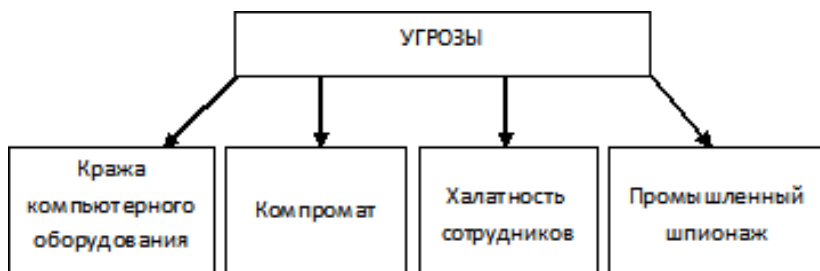 УГРОЗЫ
Кража
компьютерного
оборудования
Компромат
Халатность
сотрудников
Промышленный
шпионаж